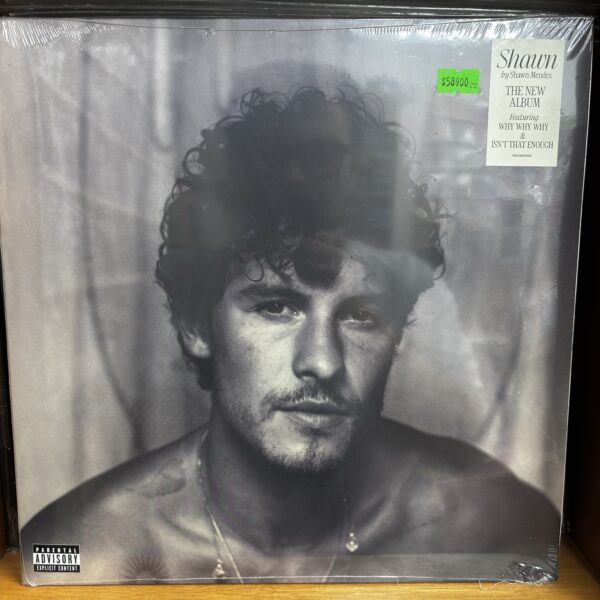 Shawn
by Shawn Mendes
THE NEW
ALBUM
Featuring
WHY WHY WHY
&
ISN'T THAT ENOUGH
$58900
PARENTAL
ADVISORY
EXPLICIT CONTENT